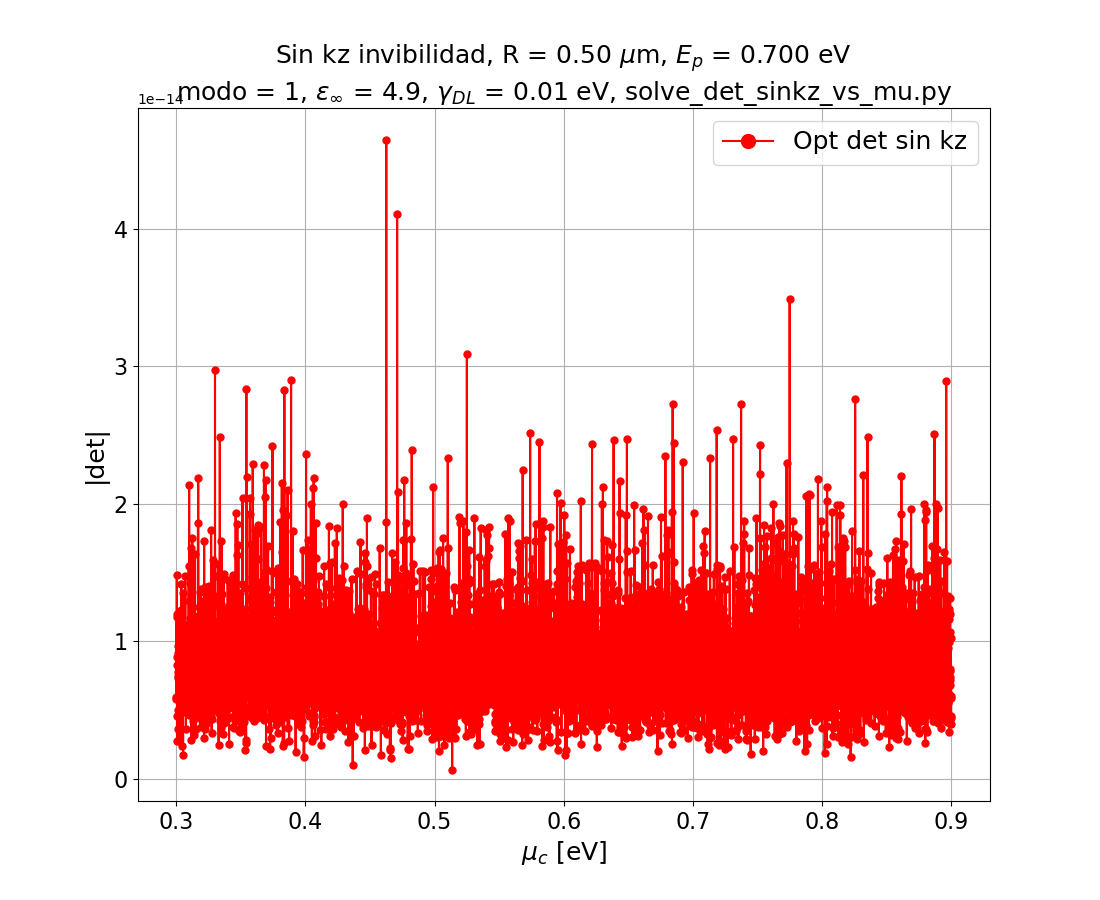 Sin kz invibilidad, R = 0.50 μm, E_p = 0.700 eV
modo = 1, ε_∞ = 4.9, γ_DL = 0.01 eV, solve_det_sinkz_vs_mu.py
1e−14
Opt det sin kz
4
3
2
1
0
|det|
0.3 0.4 0.5 0.6 0.7 0.8 0.9
μ_c [eV]